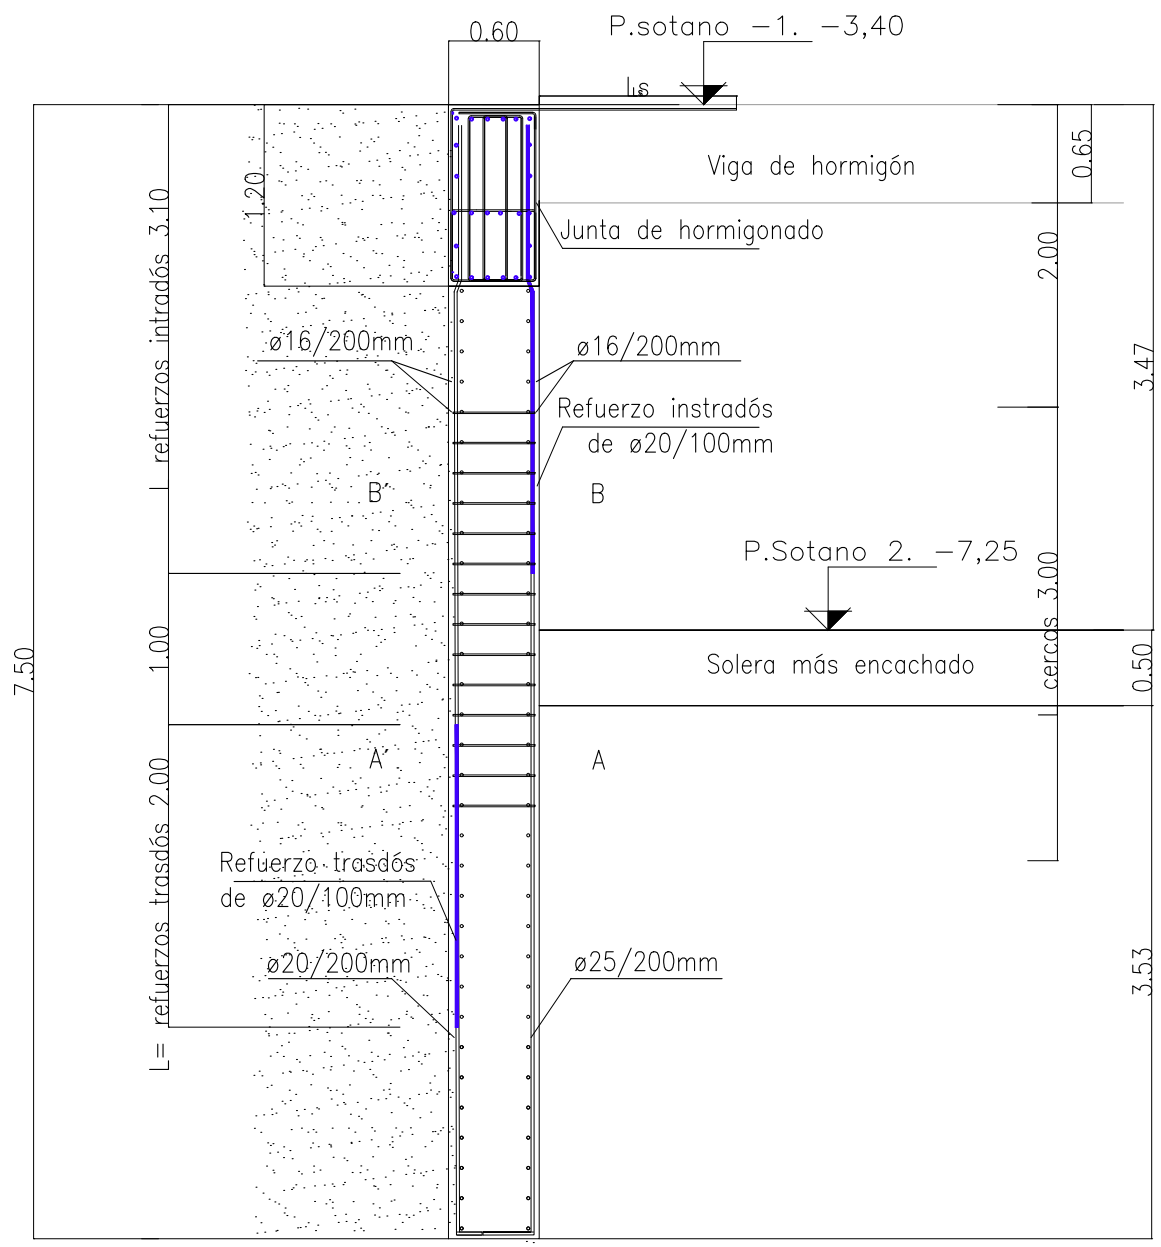 0.60
P.sotano -1. -3,40
Ls
Viga de hormigón
0.65
1.20
Junta de hormigonado
2.00
refuerzos intradós 3.10
ø16/200mm
ø16/200mm
3.47
Refuerzo instradós
de ø20/100mm
B´
B
P.Sotano 2. -7,25
cercos 3.00
1.00
7.50
Solera más encachado
0.50
A´
A
Refuerzo trasdós
de ø20/100mm
L= refuerzos trasdós 2.00
ø20/200mm
ø25/200mm
3.53